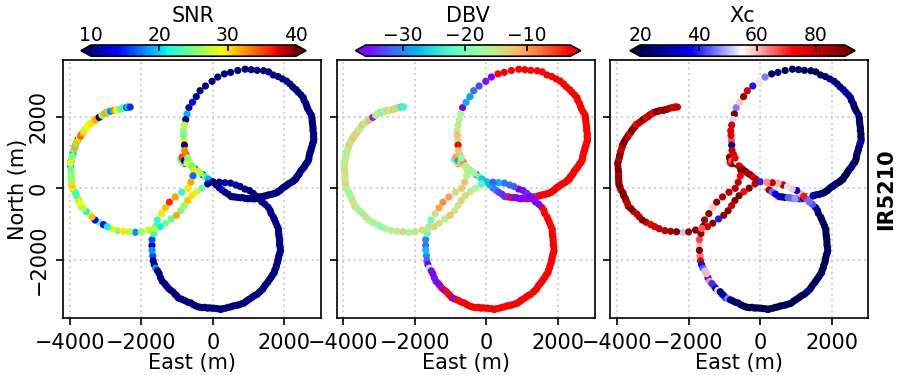 SNR DBV Xc
10 20 30 40 −30 −20 −10 20 40 60 80
2000
0
−2000
North (m)
IR5210
−4000 −2000 0 2000 −4000 −2000 0 2000 −4000 −2000 0 2000
East (m) East (m) East (m)